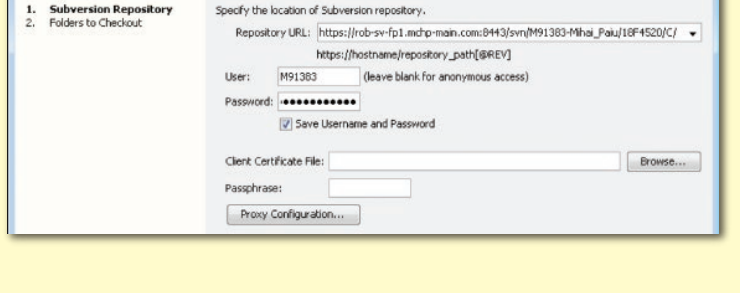 1. Subversion Repository
2. Folders to Checkout
Specify the location of Subversion repository.
Repository URL: https://rob-sv-fp1.mchp-main.com:8443/svn/M91383-Mihai_Paiu/18F4520/C/
https://hostname/repository_path[@REV]
User: M91383 (leave blank for anonymous access)
Password: ••••••••••••
Save Username and Password
Client Certificate File: Browse...
Passphrase:
Proxy Configuration...